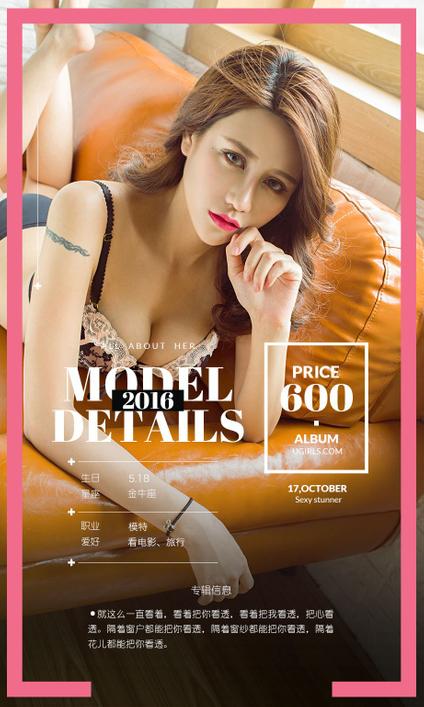 ALL ABOUT HER
MODEL
2016
DETAILS
PRICE
600
ALBUM
UGIRLS.COM
17,OCTOBER
Sexy stunner
生日 5.18
星座 金牛座
职业 模特
爱好 看电影、旅行
专辑信息
●就这么一直看着，看着把你看透，看着把我看透，把心看
透。隔着窗户都能把你看透，隔着窗纱都能把你看透，隔着
花儿都能把你看透。